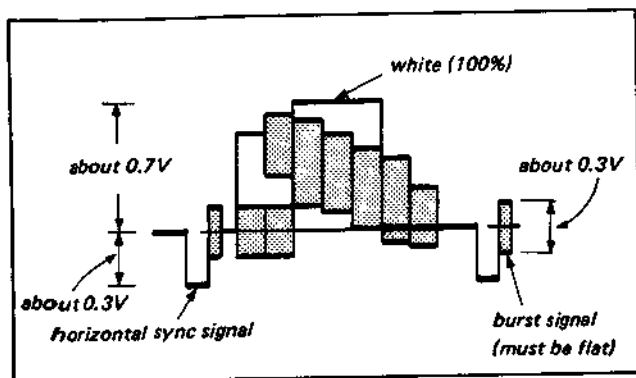 white (100%)
about 0.7V
about 0.3V
about 0.3V
horizontal sync signal
burst signal
(must be flat)